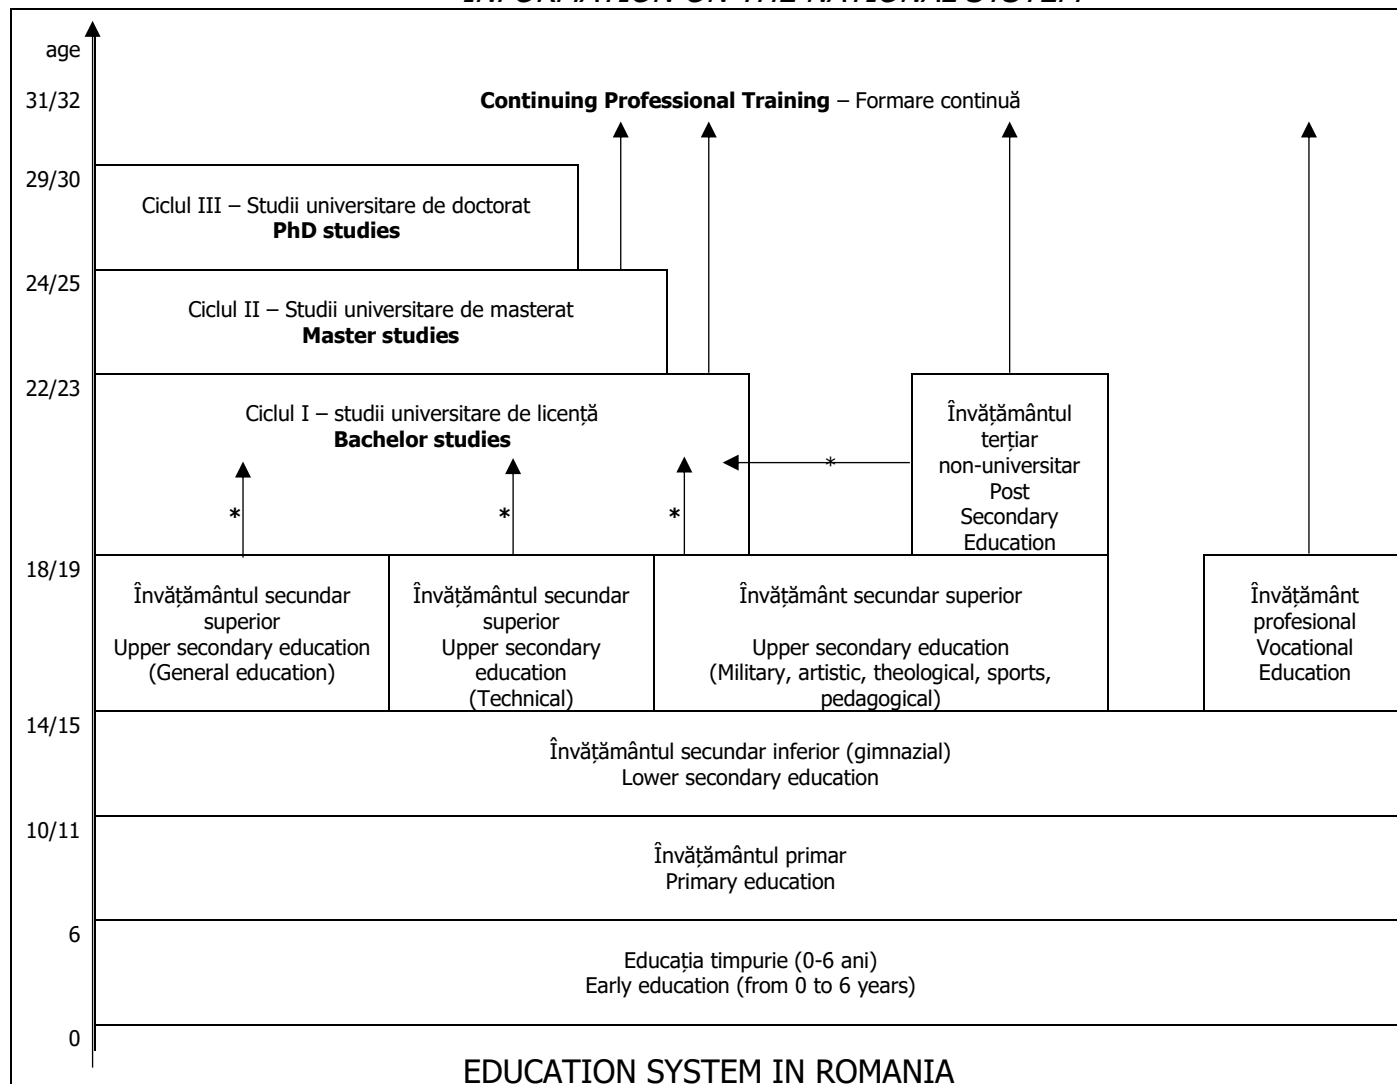 INFORMATION ON THE NATIONAL SYSTEM
age
31/32
Continuing Professional Training – Formare continuă
29/30
Ciclul III – Studii universitare de doctorat
PhD studies
24/25
Ciclul II – Studii universitare de masterat
Master studies
22/23
Ciclul I – studii universitare de licență
Bachelor studies
Învățământul
terțiar
non-universitar
Post
Secondary
Education
*
*
*
*
18/19
Învățământul secundar
superior
Upper secondary education
(General education)
Învățământul secundar
superior
Upper secondary
education
(Technical)
Învățământ secundar superior
Upper secondary education
(Military, artistic, theological, sports,
pedagogical)
Învățământ
profesional
Vocational
Education
14/15
Învățământul secundar inferior (gimnazial)
Lower secondary education
10/11
Învățământul primar
Primary education
6
Educația timpurie (0-6 ani)
Early education (from 0 to 6 years)
0
EDUCATION SYSTEM IN ROMANIA